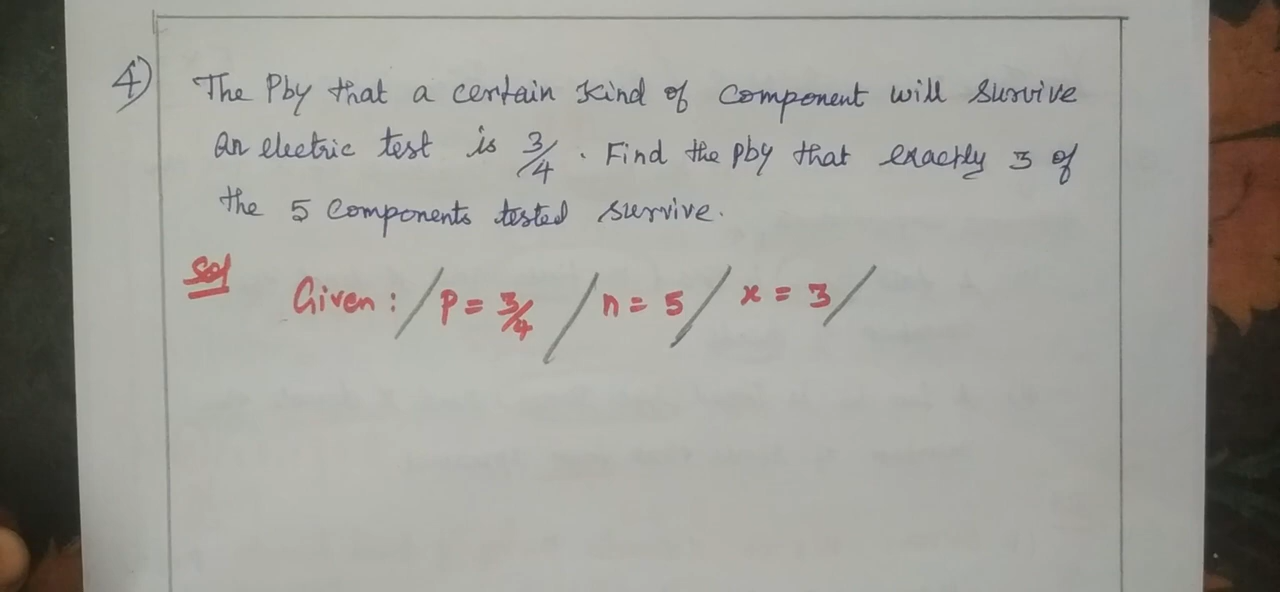 4) The Pby that a certain kind of component will survive
an electric test is 3/4. Find the pby that exactly 3 of
the 5 components tested survive.
Sol
Given : / P = 3/4 / n = 5 / x = 3 /